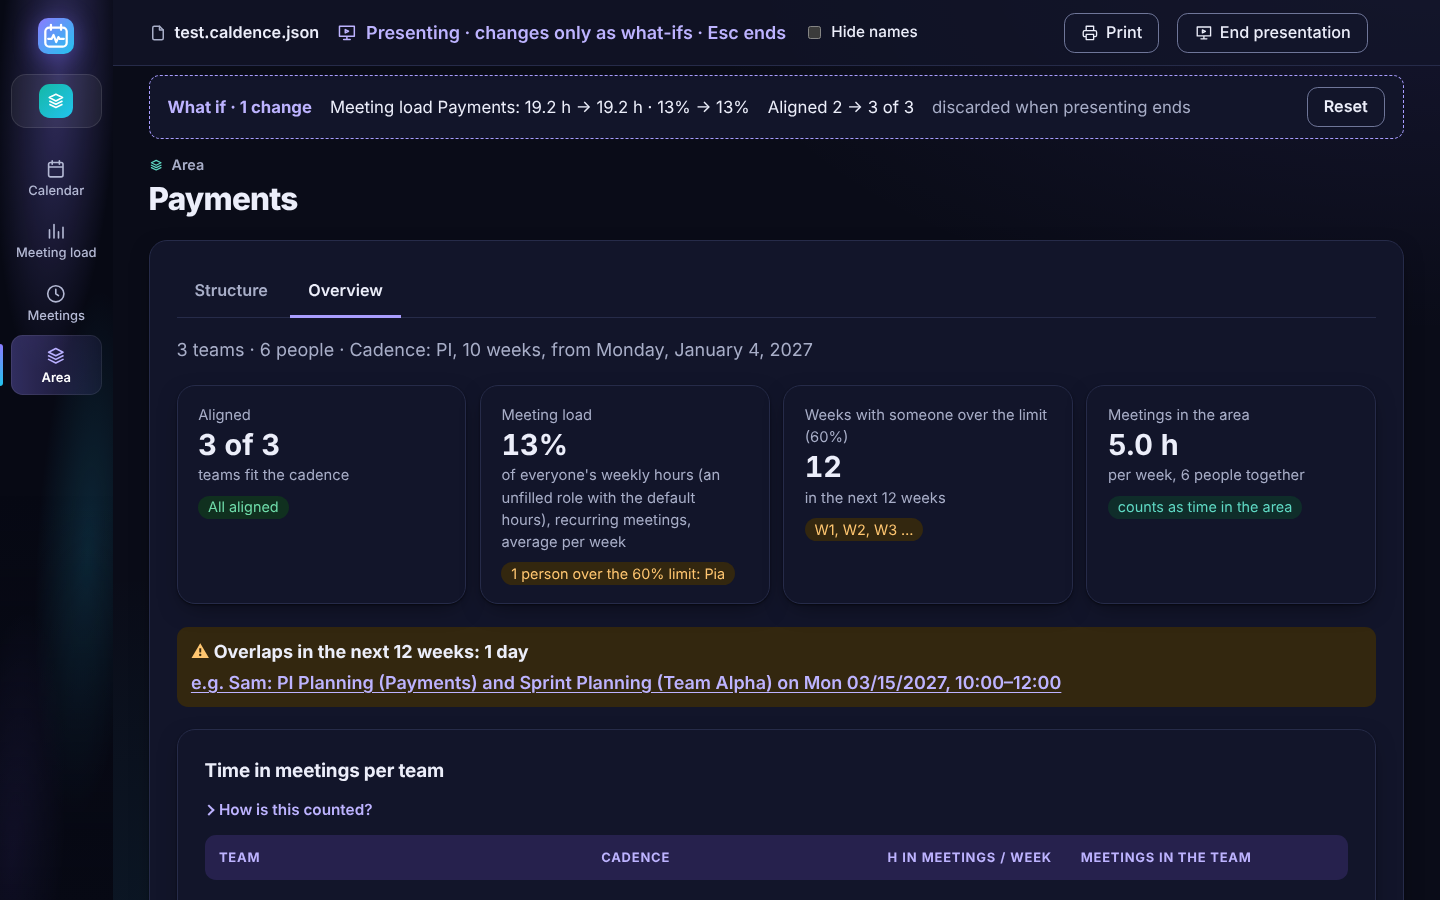 test.caldence.json
Presenting · changes only as what-ifs · Esc ends
Hide names
Print
End presentation
What if · 1 change
Meeting load Payments: 19.2 h → 19.2 h · 13% → 13%
Aligned 2 → 3 of 3
discarded when presenting ends
Reset
Calendar
Meeting load
Meetings
Area
Area
Payments
Structure
Overview
3 teams · 6 people · Cadence: PI, 10 weeks, from Monday, January 4, 2027
Aligned
3 of 3
teams fit the cadence
All aligned
Meeting load
13%
of everyone's weekly hours (an
unfilled role with the default
hours), recurring meetings,
average per week
1 person over the 60% limit: Pia
Weeks with someone over the limit
(60%)
12
in the next 12 weeks
W1, W2, W3 ...
Meetings in the area
5.0 h
per week, 6 people together
counts as time in the area
Overlaps in the next 12 weeks: 1 day
e.g. Sam: PI Planning (Payments) and Sprint Planning (Team Alpha) on Mon 03/15/2027, 10:00–12:00
Time in meetings per team
How is this counted?
TEAM
CADENCE
H IN MEETINGS / WEEK
MEETINGS IN THE TEAM